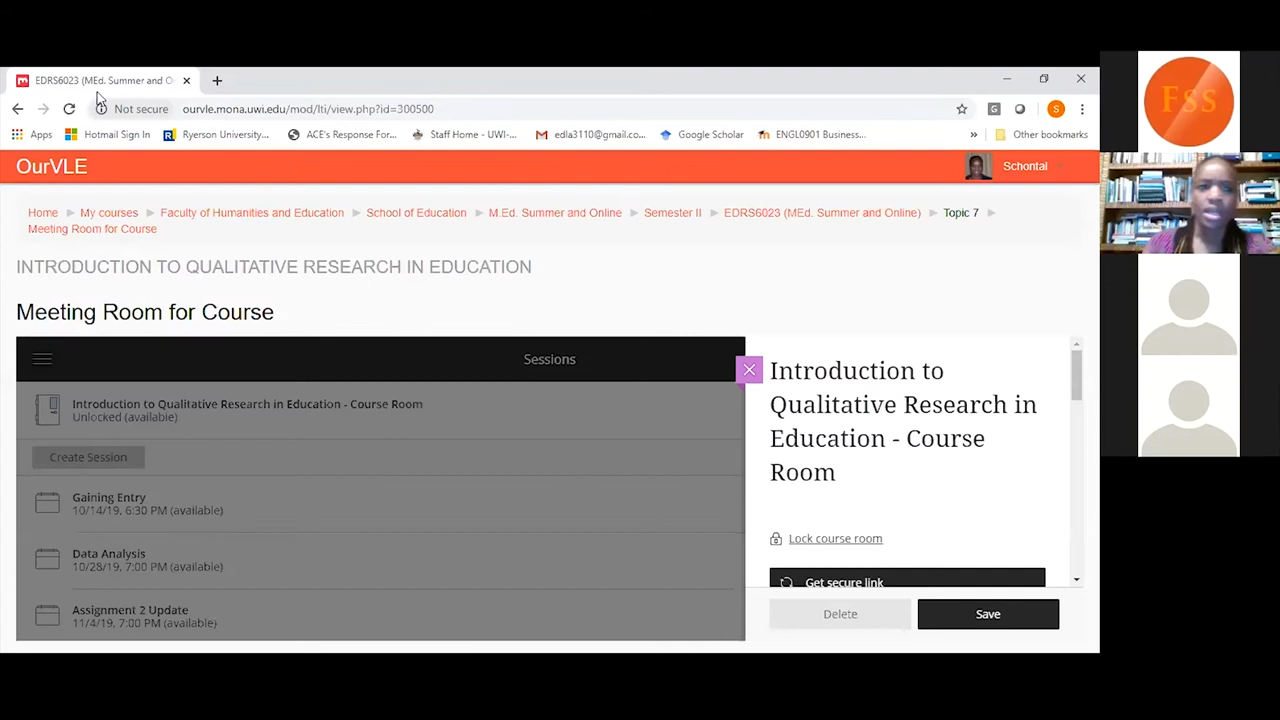 EDRS6023 (MEd. Summer and O
Not secure
ourvle.mona.uwi.edu/mod/lti/view.php?id=300500
S
Apps
Hotmail Sign In
Ryerson University...
ACE's Response For...
Staff Home - UWI-...
edla3110@gmail.co...
Google Scholar
ENGL0901 Business...
»
Other bookmarks
OurVLE
Schontal
Home ▶ My courses ▶ Faculty of Humanities and Education ▶ School of Education ▶ M.Ed. Summer and Online ▶ Semester II ▶ EDRS6023 (MEd. Summer and Online) ▶ Topic 7 ▶
Meeting Room for Course
INTRODUCTION TO QUALITATIVE RESEARCH IN EDUCATION
Meeting Room for Course
Sessions
Introduction to Qualitative Research in Education - Course Room
Unlocked (available)
Create Session
Gaining Entry
10/14/19, 6:30 PM (available)
Data Analysis
10/28/19, 7:00 PM (available)
Assignment 2 Update
11/4/19, 7:00 PM (available)
Introduction to
Qualitative Research in
Education - Course
Room
Lock course room
Get secure link
Delete
Save
FSS